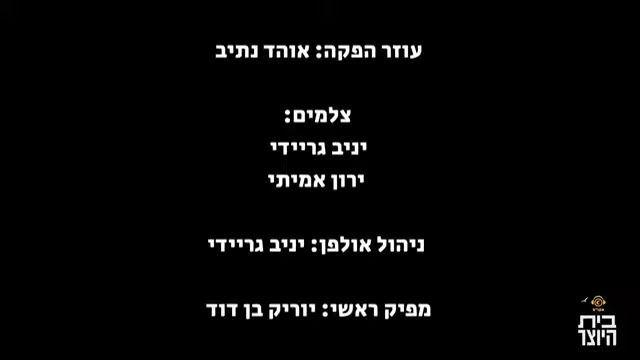 עוזר הפקה: אוהד נתיב
צלמים:
יניב גריידי
ירון אמיתי
ניהול אולפן: יניב גריידי
מפיק ראשי: יוריק בן דוד
בית
היוצר